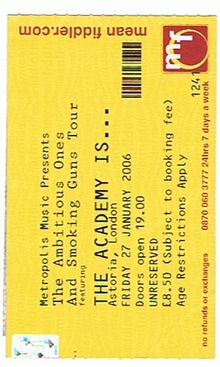 mean fiddler.com
mf
1241
Metropolis Music Presents
The Ambitious Ones
And Smoking Guns Tour
featuring
THE ACADEMY IS...
Astoria, London
FRIDAY 27 JANUARY 2006
Doors open 19.00
UNRESERVED
£8.50 (Subject to booking fee)
Age Restrictions Apply
no refunds or exchanges 0870 060 3777 24hrs 7 days a week